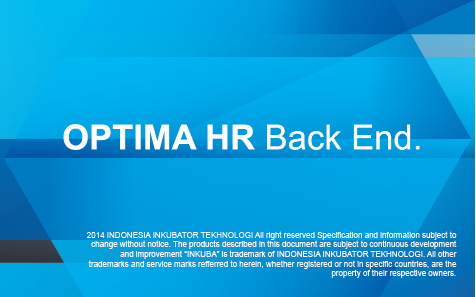 OPTIMA HR Back End.
2014 INDONESIA INKUBATOR TEKHNOLOGI All right reserved Specification and Information subject to
change without notice. The products described in this document are subject to continuous development
and improvement "INKUBA" is trademark of INDONESIA INKUBATOR TEKHNOLOGI. All other
trademarks and service marks refferred to herein, whether registered or not in specific countries, are the
property of their respective owners.